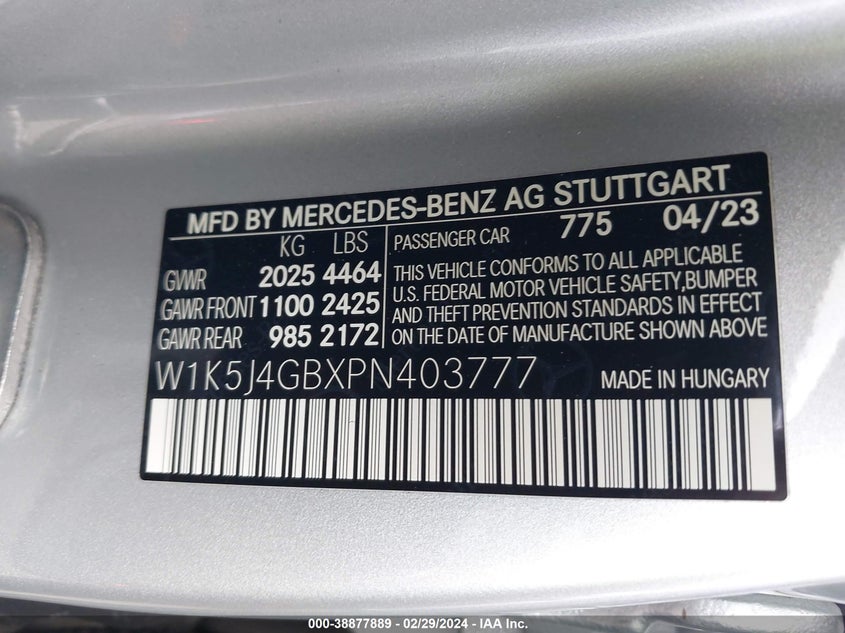 MFD BY MERCEDES-BENZ AG STUTTGART
KG LBS
GVWR 2025 4464
GAWR FRONT 1100 2425
GAWR REAR 985 2172
PASSENGER CAR 775 04/23
THIS VEHICLE CONFORMS TO ALL APPLICABLE
U.S. FEDERAL MOTOR VEHICLE SAFETY,BUMPER
AND THEFT PREVENTION STANDARDS IN EFFECT
ON THE DATE OF MANUFACTURE SHOWN ABOVE
W1K5J4GBXPN403777 MADE IN HUNGARY
000-38877889 - 02/29/2024 - IAA Inc.